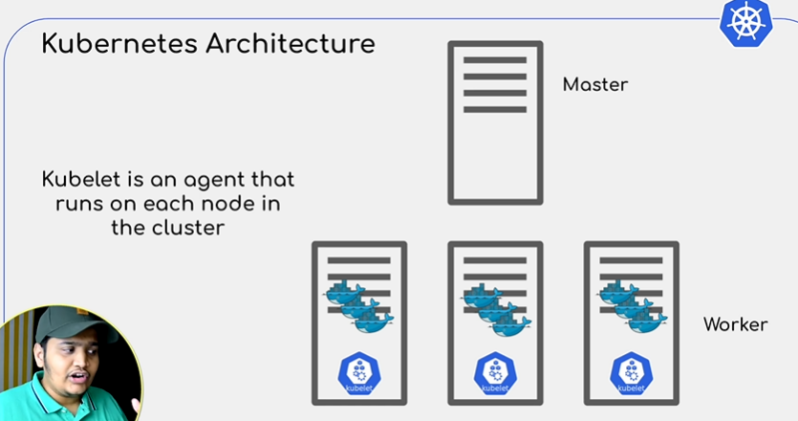 Kubernetes Architecture
Master
Kubelet is an agent that
runs on each node in
the cluster
Worker
kubelet
kubelet
kubelet